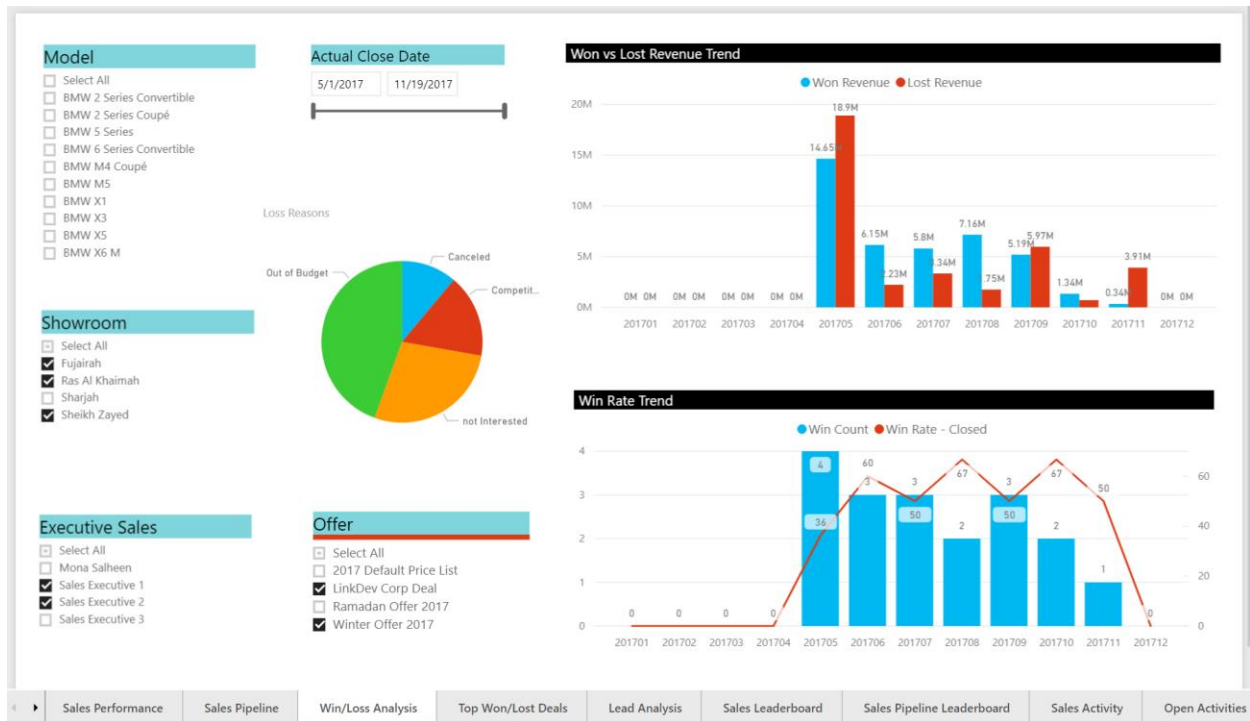 Model
Select All
BMW 2 Series Convertible
BMW 2 Series Coupé
BMW 5 Series
BMW 6 Series Convertible
BMW M4 Coupé
BMW M5
BMW X1
BMW X3
BMW X5
BMW X6 M
Actual Close Date
5/1/2017 11/19/2017
Loss Reasons
Canceled
Out of Budget
Competit...
not Interested
Showroom
Select All
Fujairah
Ras Al Khaimah
Sharjah
Sheikh Zayed
Executive Sales
Select All
Mona Salheen
Sales Executive 1
Sales Executive 2
Sales Executive 3
Offer
Select All
2017 Default Price List
LinkDev Corp Deal
Ramadan Offer 2017
Winter Offer 2017
Won vs Lost Revenue Trend
Won Revenue Lost Revenue
20M
15M
10M
5M
0M
0M 0M 0M 0M 0M 0M 0M 0M 14.65M 18.9M 6.15M 2.23M 5.8M 3.34M 7.16M 1.75M 5.19M 5.97M 1.34M 0.34M 3.91M 0M 0M
201701 201702 201703 201704 201705 201706 201707 201708 201709 201710 201711 201712
Win Rate Trend
Win Count Win Rate - Closed
4
3
2
1
0
60
40
20
0
0 0 0 0 4 3 3 2 3 2 1
36 60 50 67 50 67 50 0
201701 201702 201703 201704 201705 201706 201707 201708 201709 201710 201711 201712
Sales Performance Sales Pipeline Win/Loss Analysis Top Won/Lost Deals Lead Analysis Sales Leaderboard Sales Pipeline Leaderboard Sales Activity Open Activities